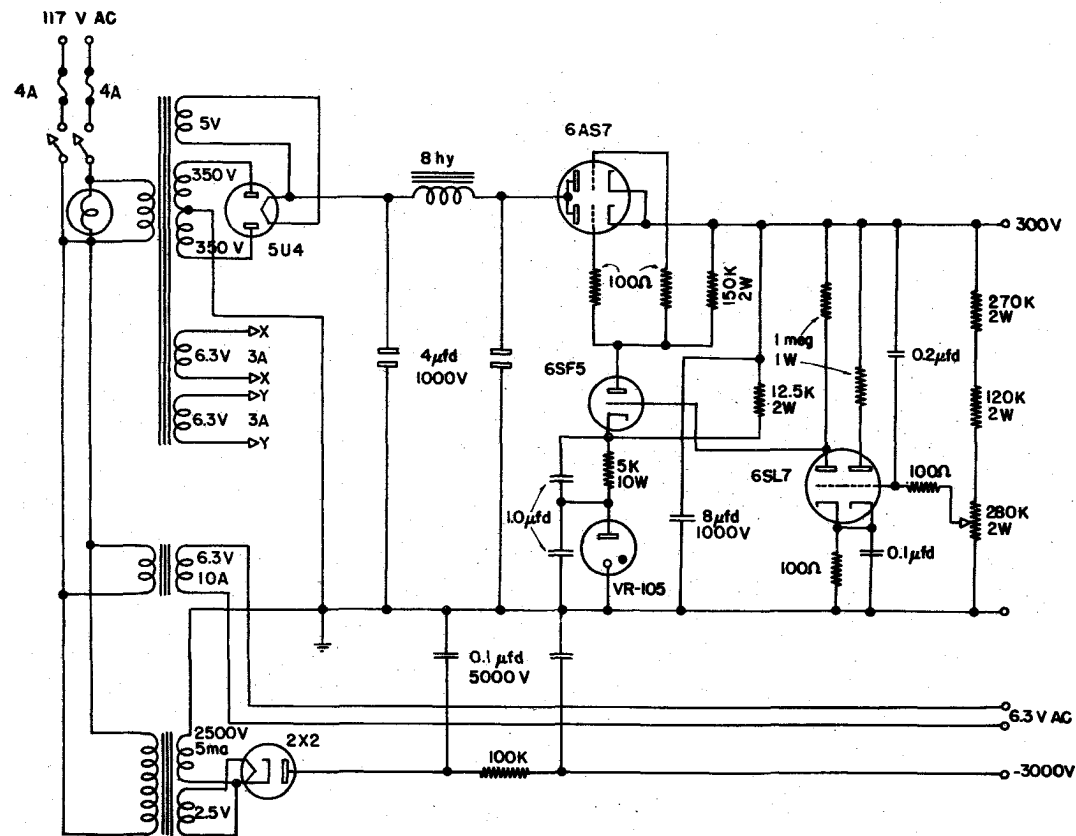 117 V AC
4A
4A
5V
350 V
350 V
5U4
6.3V
3A
X
X
Y
6.3V
3A
Y
8 hy
4 µfd
1000V
6AS7
100Ω
150K
2W
300V
6SF5
12.5K
2W
1 meg
1 W
0.2µfd
270K
2W
120K
2W
5K
10W
1.0µfd
8µfd
1000V
VR-105
6SL7
100Ω
280K
2W
100Ω
0.1µfd
6.3V
10A
0.1 µfd
5000 V
6.3 V AC
2500V
5ma
2X2
100K
-3000V
2.5V